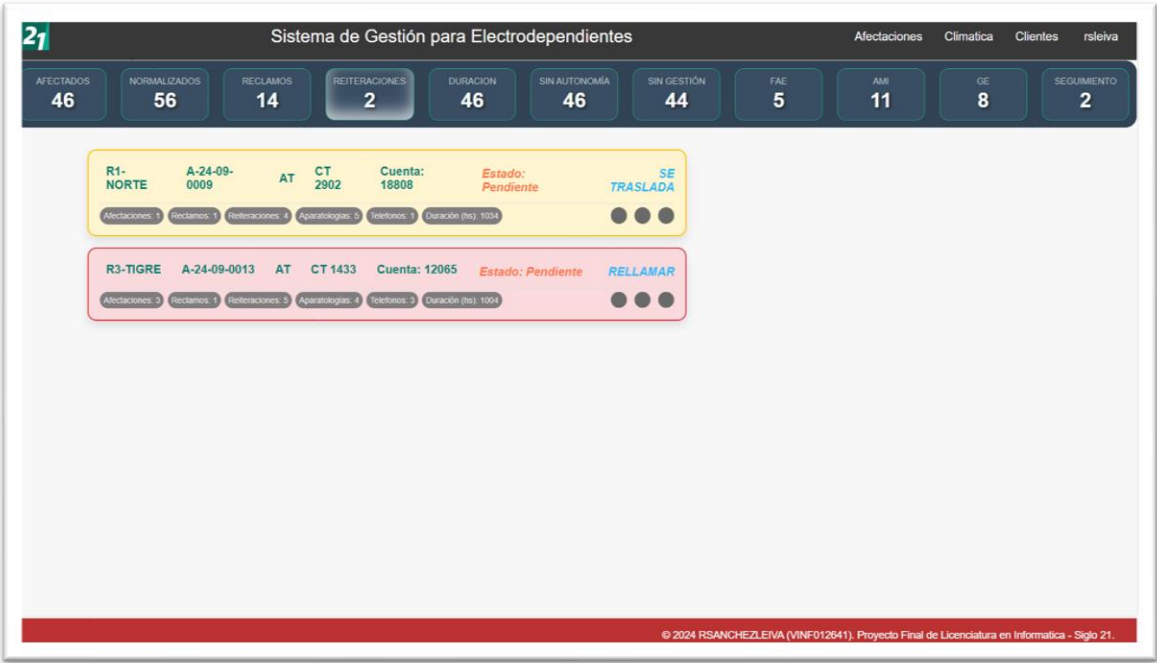 21
Sistema de Gestión para Electrodependientes
Afectaciones Climatica Clientes rsleiva
AFECTADOS NORMALIZADOS RECLAMOS REITERACIONES DURACION SIN AUTONOMÍA SIN GESTIÓN FAE AMI GE SEGUIMIENTO
46 56 14 2 46 46 44 5 11 8 2
R1- A-24-09- AT CT Cuenta: Estado: SE
NORTE 0009 2902 18808 Pendiente TRASLADA
Afectaciones: 1 Reclamos: 1 Reiteraciones: 4 Aparatologias: 5 Telefonos: 1 Duración (hs): 1034
R3-TIGRE A-24-09-0013 AT CT 1433 Cuenta: 12065 Estado: Pendiente RELLAMAR
Afectaciones: 3 Reclamos: 1 Reiteraciones: 5 Aparatologias: 4 Telefonos: 3 Duración (hs): 1004
© 2024 RSANCHEZLEIVA (VINF012641). Proyecto Final de Licenciatura en Informatica - Siglo 21.